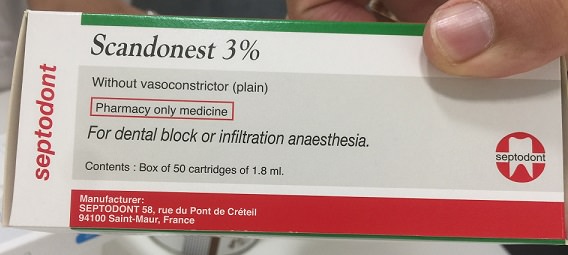 septodont
Scandonest 3%
Without vasoconstrictor (plain)
Pharmacy only medicine
For dental block or infiltration anaesthesia.
Contents : Box of 50 cartridges of 1.8 ml.
septodont
Manufacturer:
SEPTODONT 58, rue du Pont de Créteil
94100 Saint-Maur, France